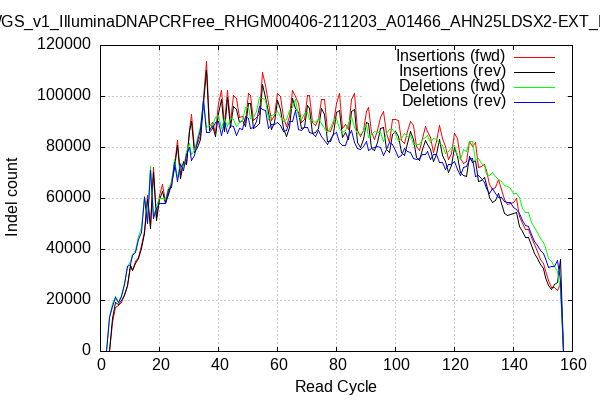 WGS_v1_IlluminaDNAPCRFree_RHGM00406-211203_A01466_AHN25LDSX2-EXT_
Insertions (fwd)
Insertions (rev)
Deletions (fwd)
Deletions (rev)
120000
100000
80000
60000
40000
20000
0
Indel count
0 20 40 60 80 100 120 140 160
Read Cycle